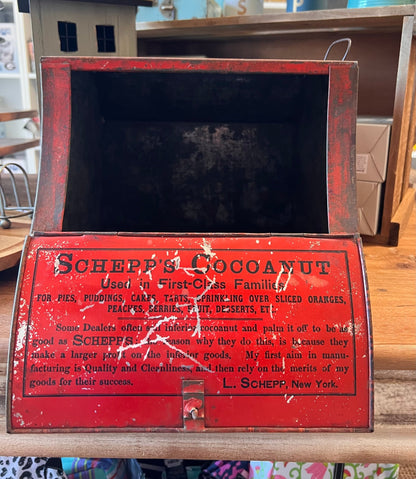 SCHEPP'S COCOANUT
Used in First-Class Families
FOR PIES, PUDDINGS, CAKES, TARTS, SPRINKLING OVER SLICED ORANGES,
PEACHES, BERRIES, FRUIT, DESSERTS, ETC.
Some Dealers often sell inferior cocoanut and palm it off to be as
good as SCHEPP'S. reason why they do this, is because they
make a larger profit on the inferior goods. My first aim in manu-
facturing is Quality and Cleanliness, and then rely on the merits of my
goods for their success. L. SCHEPP, New York.